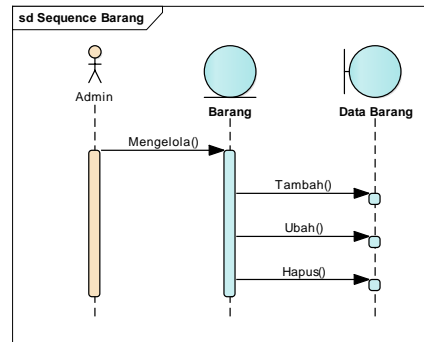 sd Sequence Barang
Admin
Barang
Data Barang
Mengelola()
Tambah()
Ubah()
Hapus()